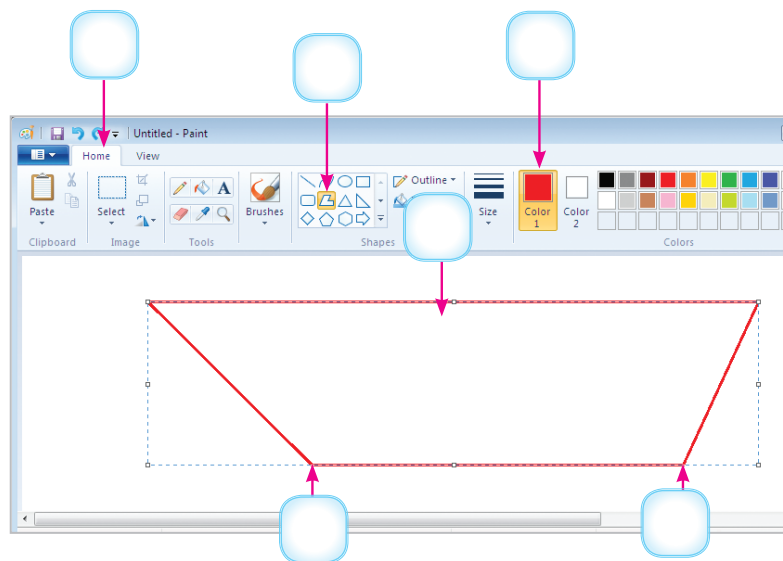 Untitled - Paint
Home View
Outline
Paste Select A Brushes Size Color 1 Color 2
Clipboard Image Tools Shapes Colors